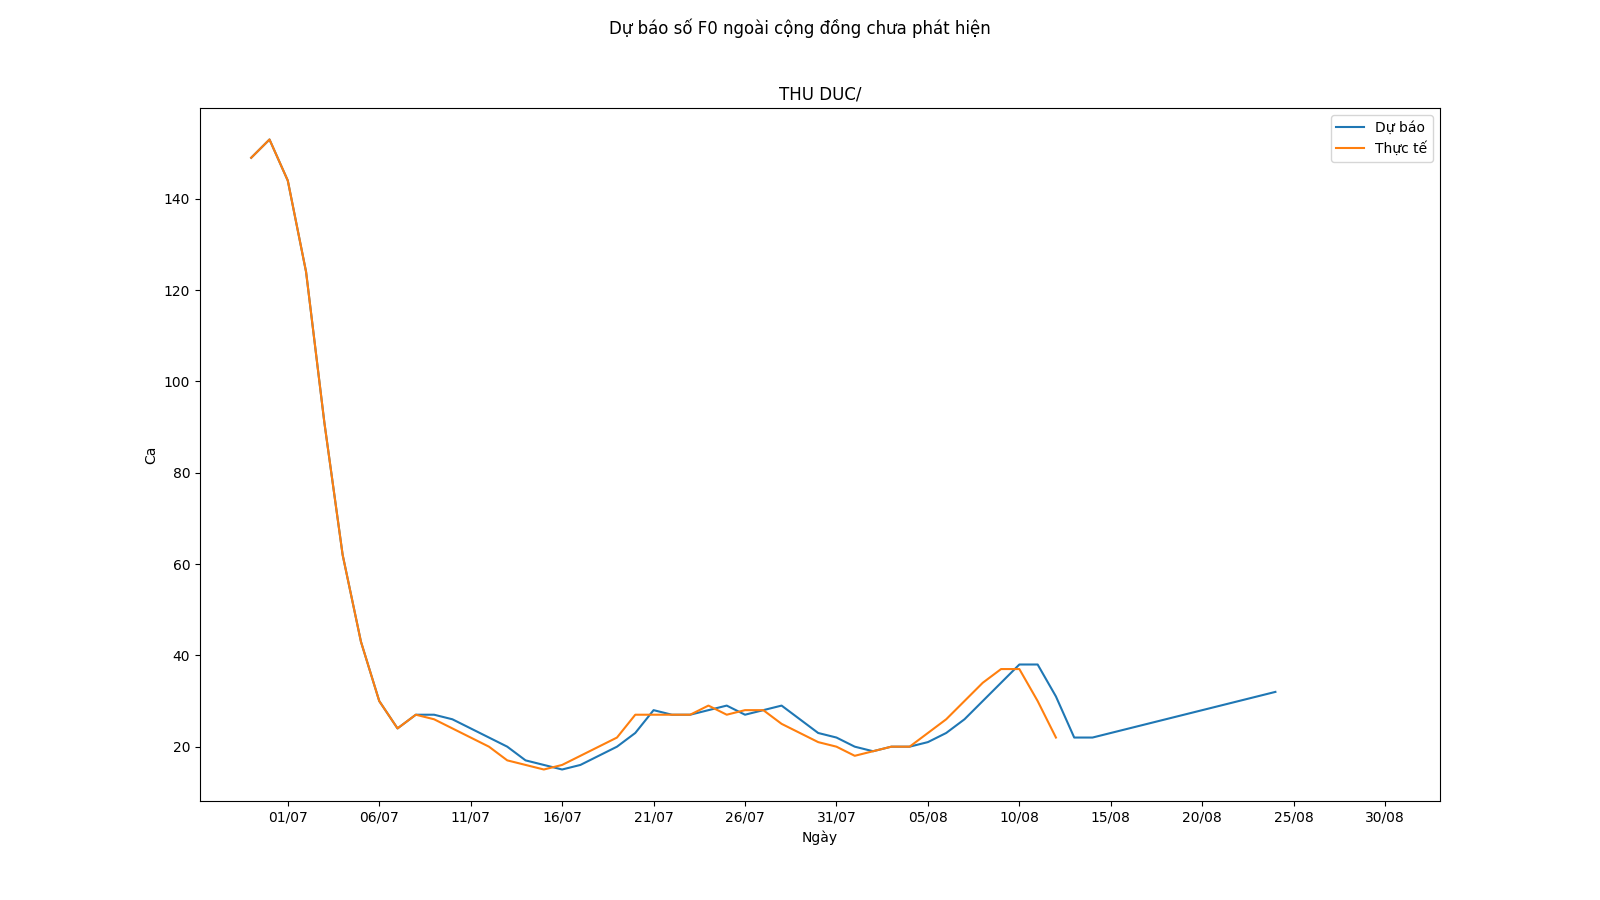 Dự báo số F0 ngoài cộng đồng chưa phát hiện
THU DUC/
Dự báo
Thực tế
140
120
100
80
60
40
20
Ca
01/07 06/07 11/07 16/07 21/07 26/07 31/07 05/08 10/08 15/08 20/08 25/08 30/08
Ngày